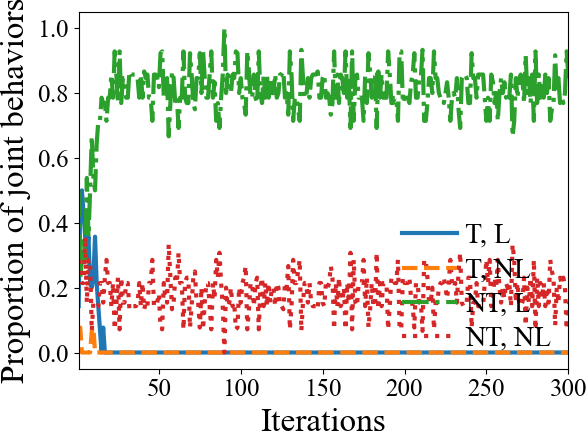 Proportion of joint behaviors
1.0
0.8
0.6
0.4
0.2
0.0
T, L
T, NL
NT, L
NT, NL
50 100 150 200 250 300
Iterations